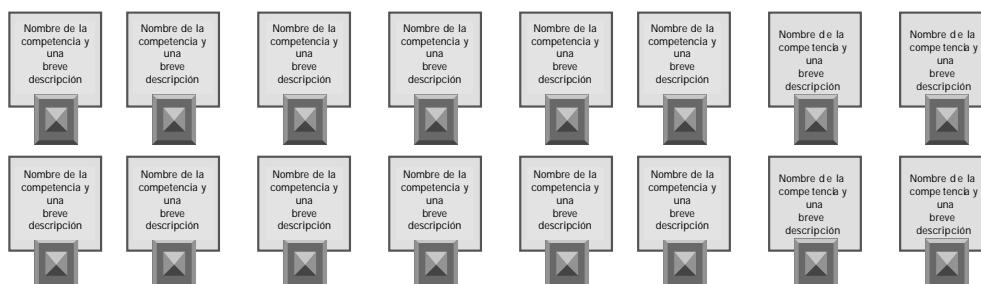 Nombre de la
competencia y
una
breve
descripción
Nombre de la
competencia y
una
breve
descripción
Nombre de la
competencia y
una
breve
descripción
Nombre de la
competencia y
una
breve
descripción
Nombre de la
competencia y
una
breve
descripción
Nombre de la
competencia y
una
breve
descripción
Nombre de la
competencia y
una
breve
descripción
Nombre de la
competencia y
una
breve
descripción
Nombre de la
competencia y
una
breve
descripción
Nombre de la
competencia y
una
breve
descripción
Nombre de la
competencia y
una
breve
descripción
Nombre de la
competencia y
una
breve
descripción
Nombre de la
competencia y
una
breve
descripción
Nombre de la
competencia y
una
breve
descripción
Nombre de la
competencia y
una
breve
descripción
Nombre de la
competencia y
una
breve
descripción